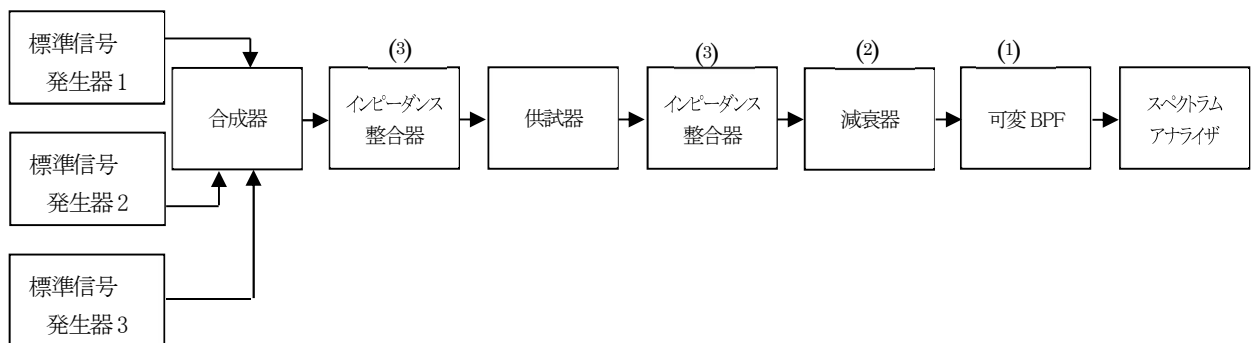 標準信号
発生器1
(3)
(3)
(2)
(1)
合成器
インピーダンス
整合器
供試器
インピーダンス
整合器
減衰器
可変 BPF
スペクトラム
アナライザ
標準信号
発生器2
標準信号
発生器3